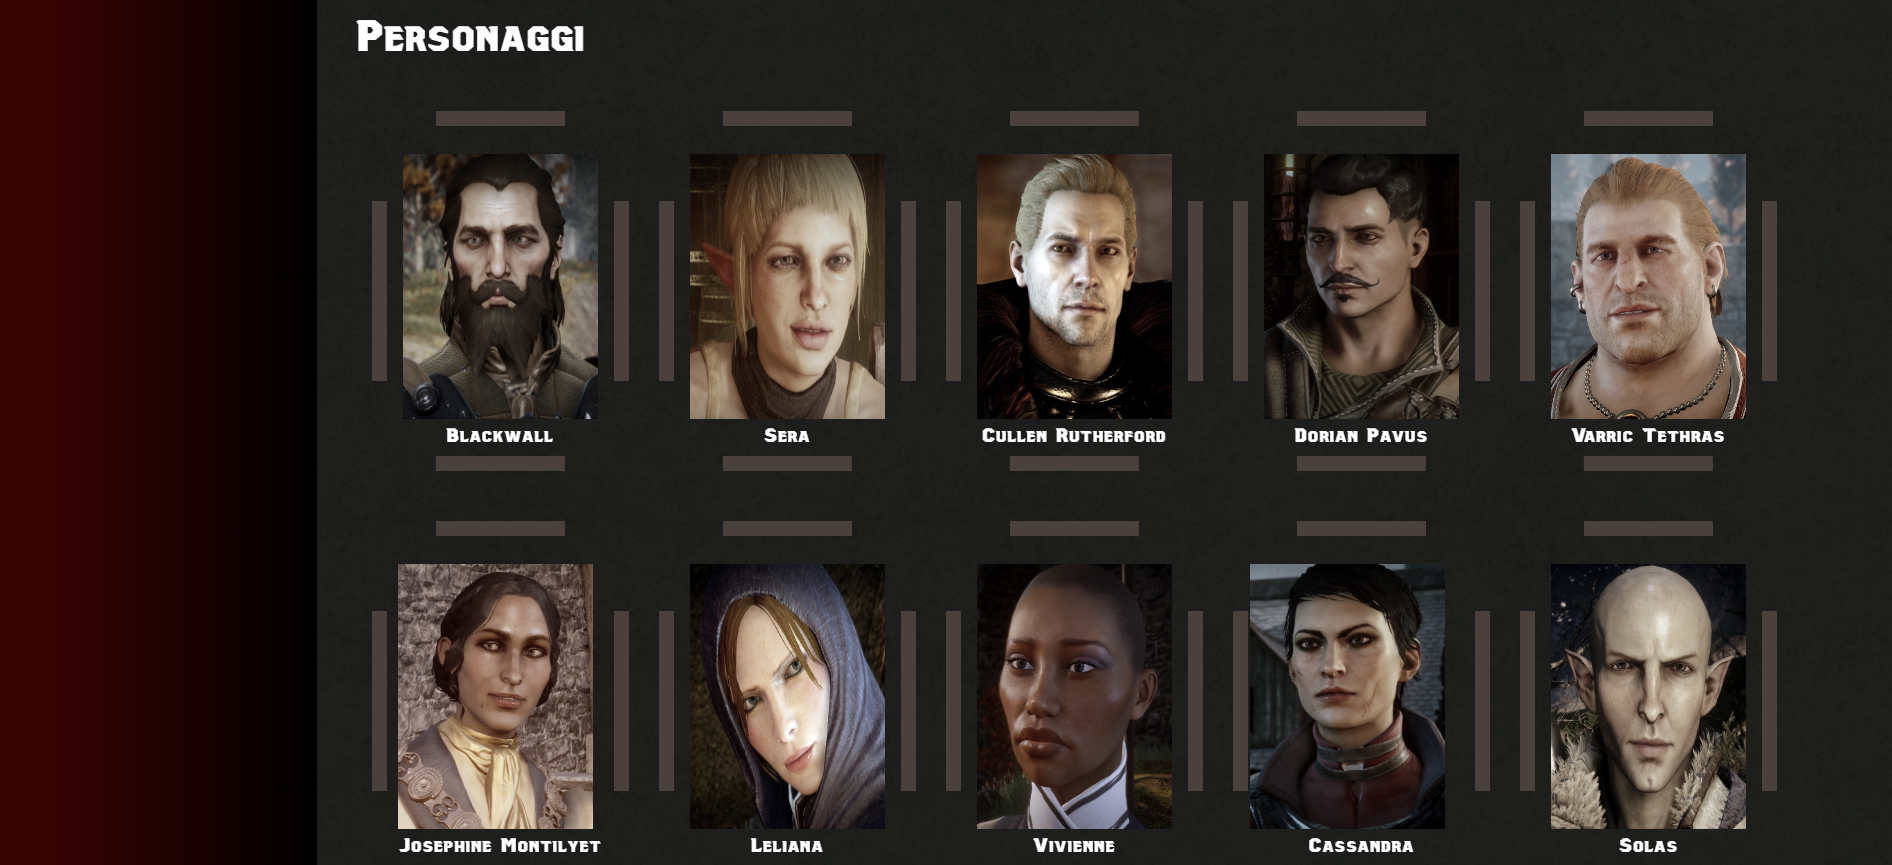 Personaggi
Blackwall
Sera
Cullen Rutherford
Dorian Pavus
Varric Tethras
Josephine Montilyet
Leliana
Vivienne
Cassandra
Solas